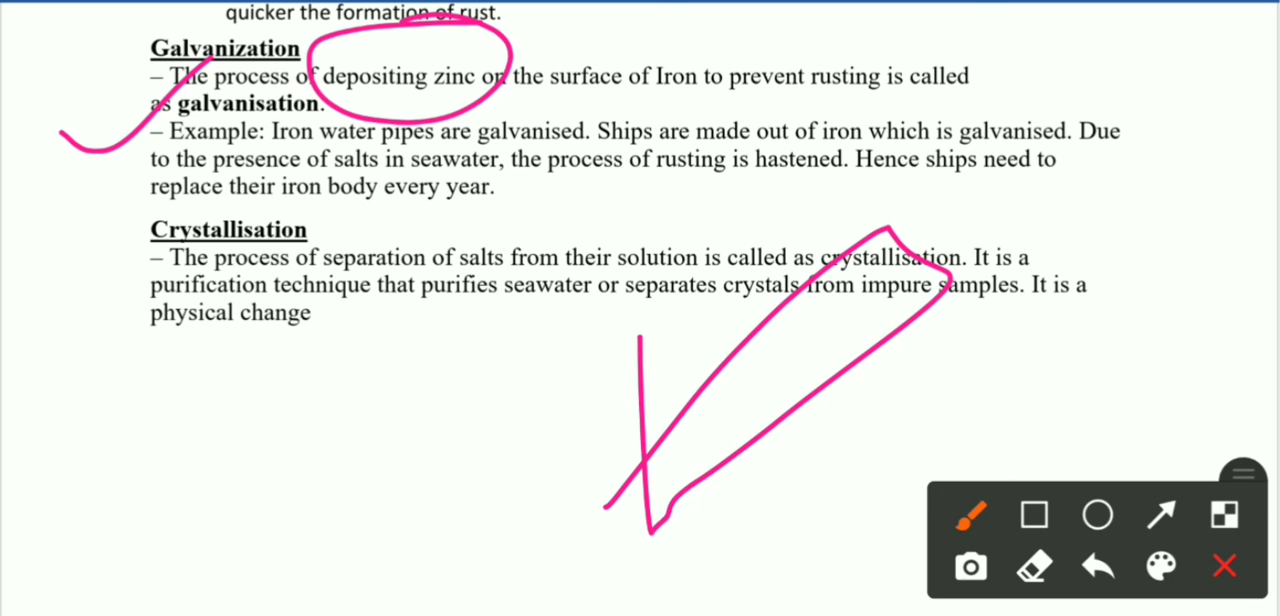 quicker the formation of rust.
Galvanization
– The process of depositing zinc on the surface of Iron to prevent rusting is called
as galvanisation.
– Example: Iron water pipes are galvanised. Ships are made out of iron which is galvanised. Due
to the presence of salts in seawater, the process of rusting is hastened. Hence ships need to
replace their iron body every year.
Crystallisation
– The process of separation of salts from their solution is called as crystallisation. It is a
purification technique that purifies seawater or separates crystals from impure samples. It is a
physical change